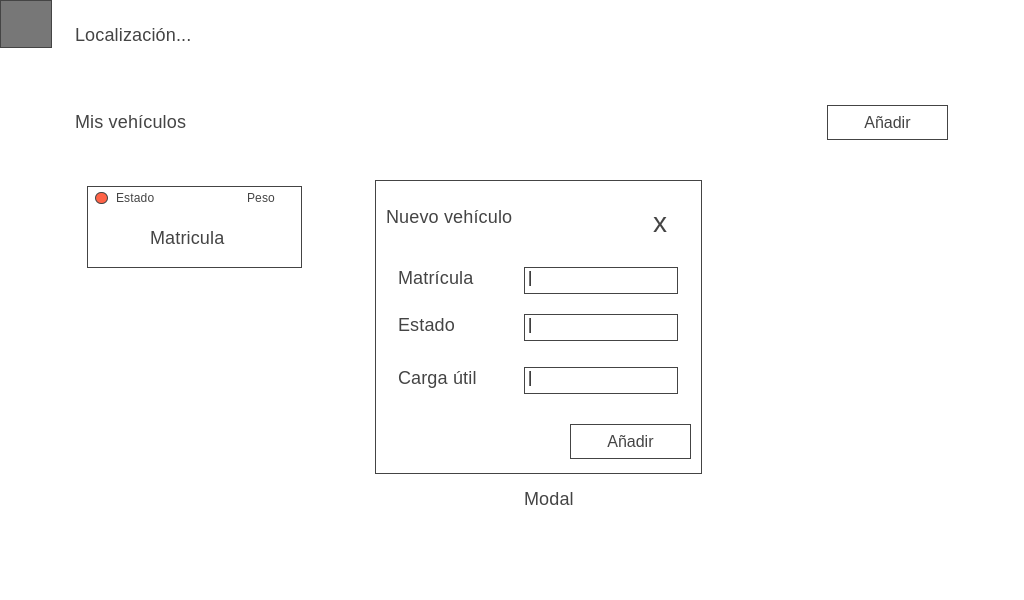 Localización...
Mis vehículos
Añadir
Estado
Peso
Matricula
Nuevo vehículo
X
Matrícula
Estado
Carga útil
Añadir
Modal